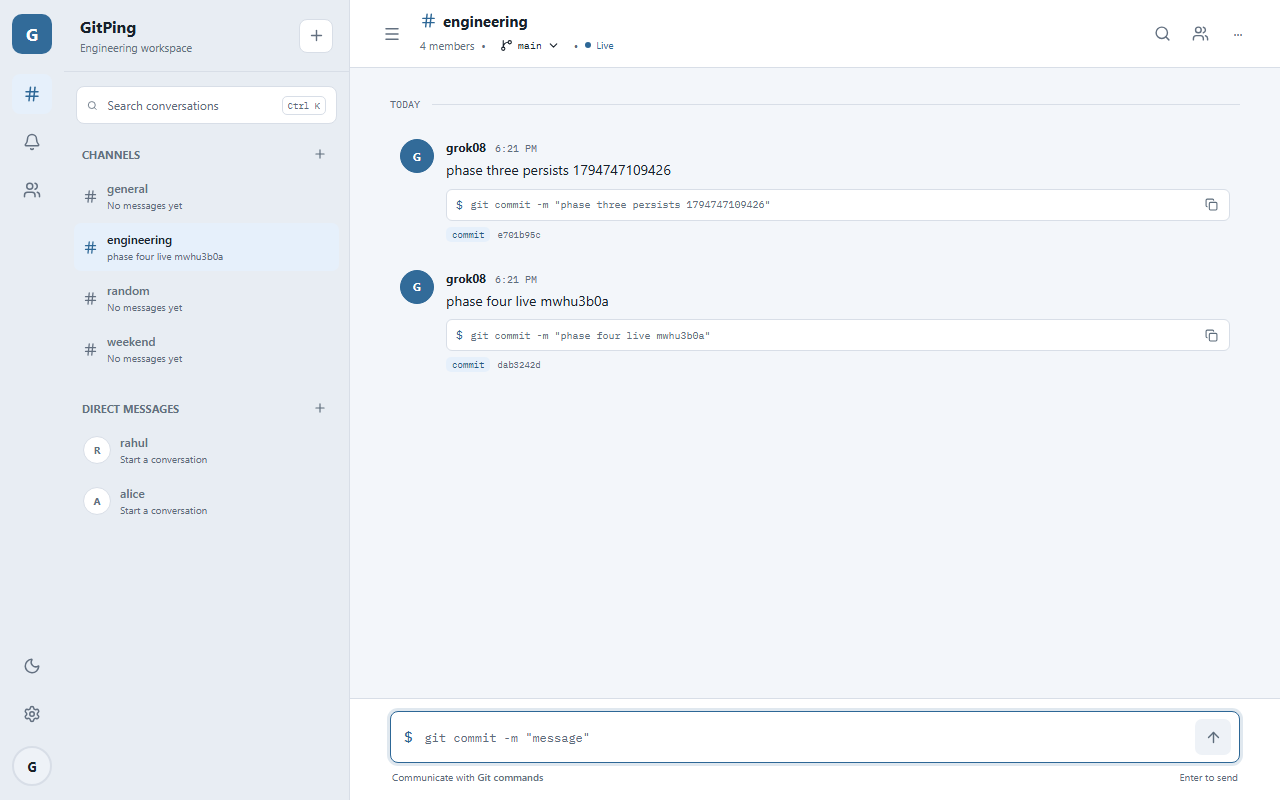 G
GitPing
Engineering workspace
Search conversations
Ctrl K
CHANNELS
general
No messages yet
engineering
phase four live mwhu3b0a
random
No messages yet
weekend
No messages yet
DIRECT MESSAGES
R
rahul
Start a conversation
A
alice
Start a conversation
G
# engineering
4 members • main • Live
TODAY
G
grok08 6:21 PM
phase three persists 1794747109426
$ git commit -m "phase three persists 1794747109426"
commit e701b95c
G
grok08 6:21 PM
phase four live mwhu3b0a
$ git commit -m "phase four live mwhu3b0a"
commit dab3242d
$ git commit -m "message"
Communicate with Git commands
Enter to send